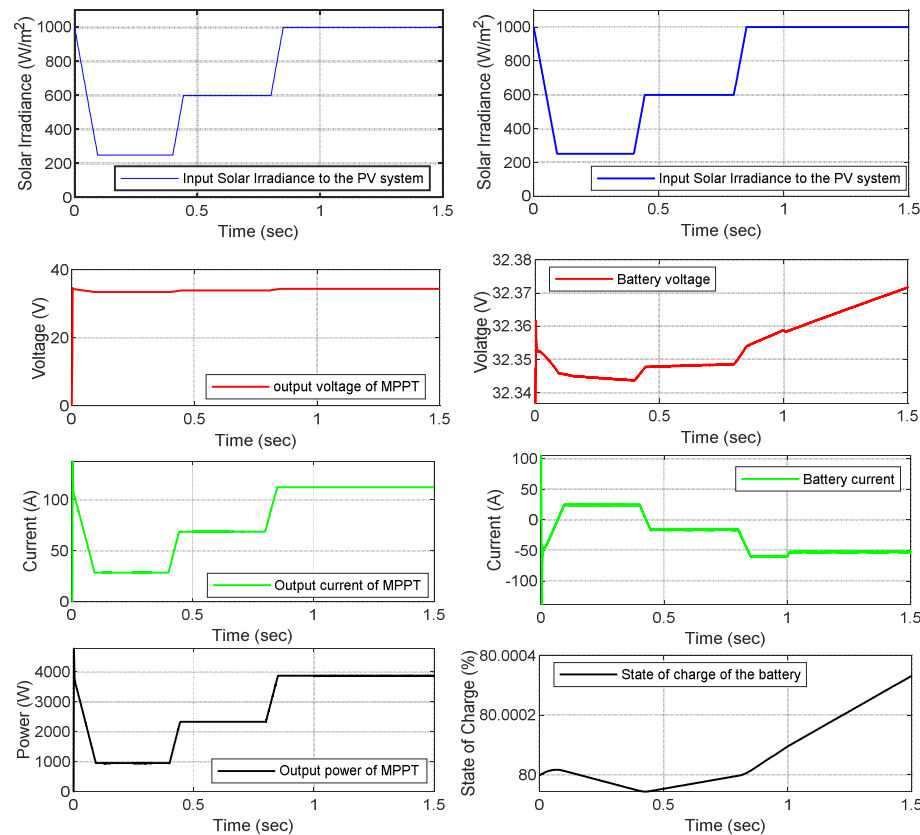 Solar Irradiance (W/m²)
1000
800
600
400
200
0
Input Solar Irradiance to the PV system
0 0.5 1 1.5
Time (sec)
Solar Irradiance (W/m²)
1000
800
600
400
200
0
Input Solar Irradiance to the PV system
0 0.5 1 1.5
Time (sec)
Voltage (V)
40
20
0
output voltage of MPPT
0 0.5 1 1.5
Time (sec)
Volatge (V)
32.38
32.37
32.36
32.35
32.34
Battery voltage
0 0.5 1 1.5
Time (sec)
Current (A)
100
50
0
Output current of MPPT
0 0.5 1 1.5
Time (sec)
Current (A)
100
50
0
-50
-100
Battery current
0 0.5 1 1.5
Time (sec)
Power (W)
4000
3000
2000
1000
0
Output power of MPPT
0 0.5 1 1.5
Time (sec)
State of Charge (%)
80.0004
80.0002
80
State of charge of the battery
0 0.5 1 1.5
Time (sec)